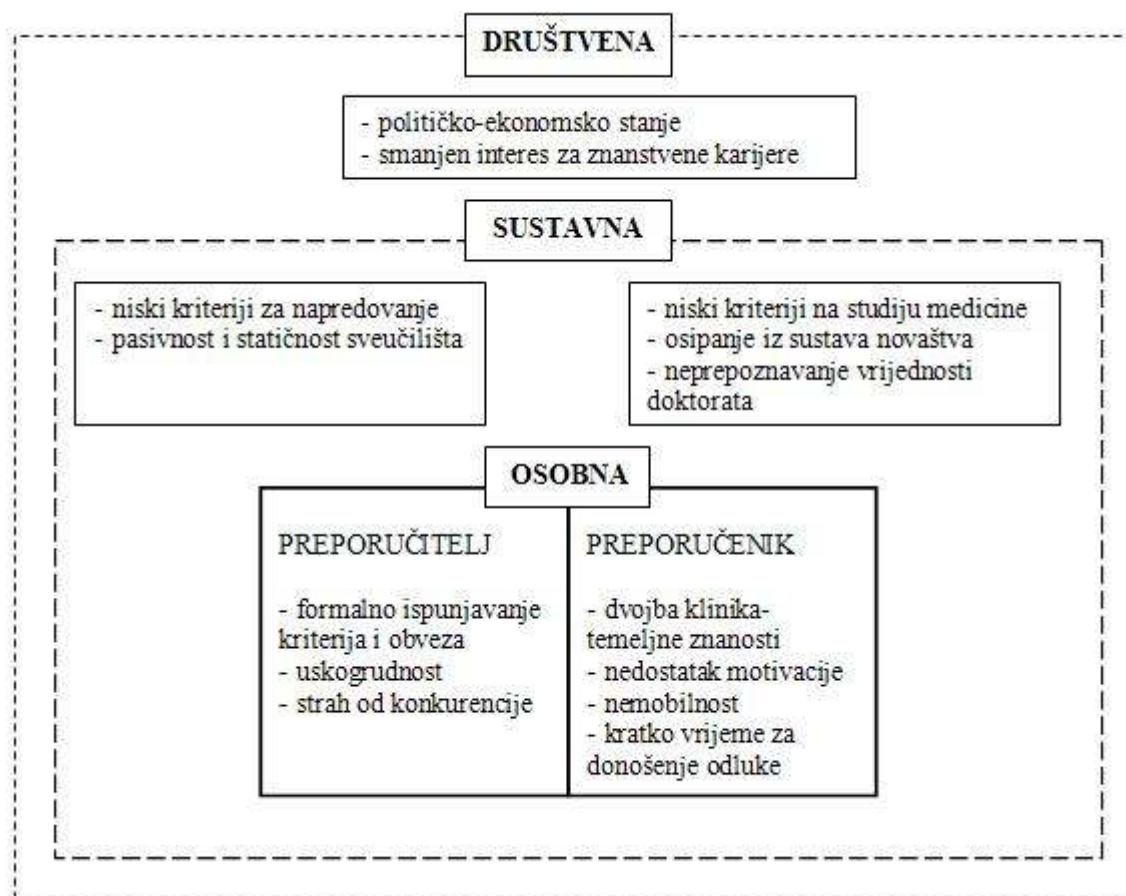 DRUŠTVENA
- političko-ekonomsko stanje
- smanjen interes za znanstvene karijere
SUSTAVNA
- niski kriteriji za napredovanje
- pasivnost i statičnost sveučilišta
- niski kriteriji na studiju medicine
- osipanje iz sustava novaštva
- neprepoznavanje vrijednosti
doktorata
OSOBNA
PREPORUČITELJ
- formalno ispunjavanje
kriterija i obveza
- uskogrudnost
- strah od konkurencije
PREPORUČENIK
- dvojba klinika-
temeljne znanosti
- nedostatak motivacije
- nemobilnost
- kratko vrijeme za
donošenje odluke